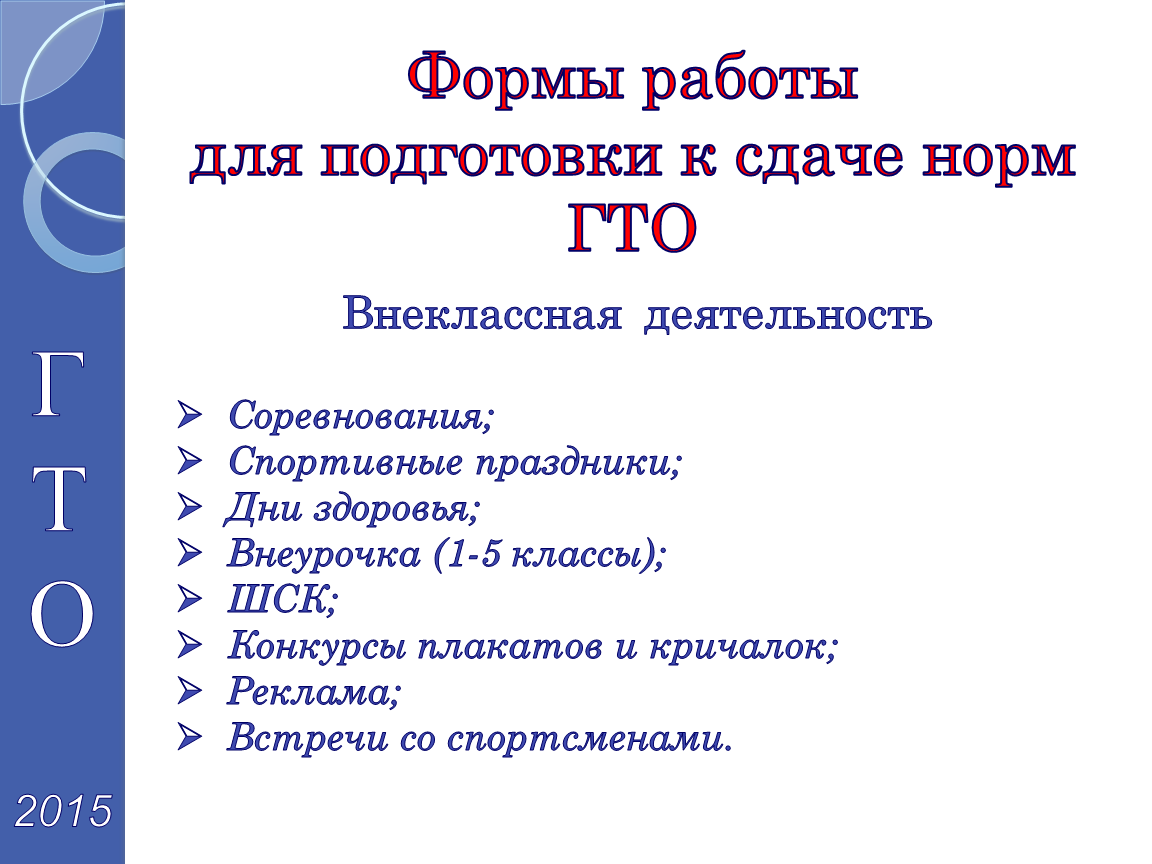 Формы работы
для подготовки к сдаче норм
ГТО
Внеклассная деятельность
Соревнования;
Спортивные праздники;
Дни здоровья;
Внеурочка (1-5 классы);
ШСК;
Конкурсы плакатов и кричалок;
Реклама;
Встречи со спортсменами.
Г
Т
О
2015